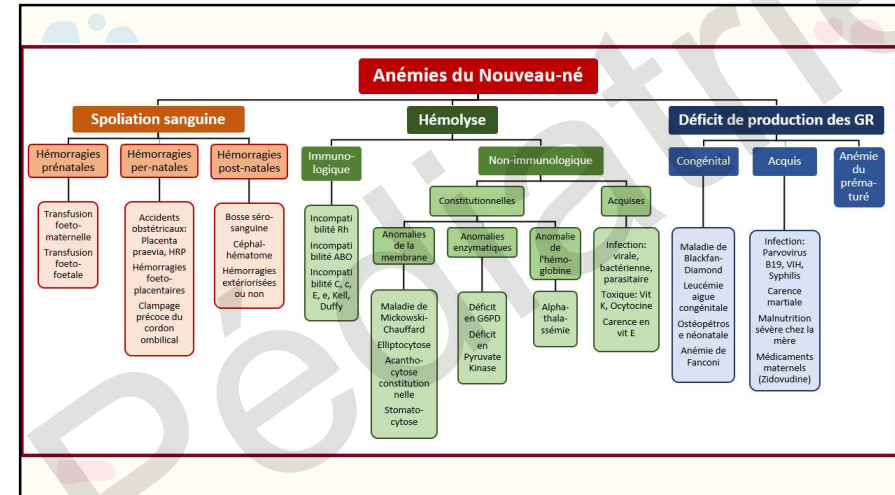 Anémies du Nouveau-né
Spoliation sanguine
Hémolyse
Déficit de production des GR
Hémorragies
prénatales
Hémorragies
per-natales
Hémorragies
post-natales
Immuno-
logique
Non-immunologique
Congénital
Acquis
Anémie
du
préma-
turé
Transfusion
foeto-
maternelle
Transfusion
foeto-
foetale
Accidents
obstétricaux:
Placenta
praevia, HRP
Hémorragies
foeto-
placentaires
Clampage
précoce du
cordon
ombilical
Bosse séro-
sanguine
Céphal-
hématome
Hémorragies
extériorisées
ou non
Incompati
bilité Rh
Incompati
bilité ABO
Incompati
bilité C, c,
E, e, Kell,
Duffy
Constitutionnelles
Acquises
Anomalies
de la
membrane
Anomalies
enzymatiques
Anomalie
de
l'hémo-
globine
Maladie de
Mickowski-
Chauffard
Elliptocytose
Acantho-
cytose
constitution
nelle
Stomato-
cytose
Déficit
en G6PD
Déficit
en
Pyruvate
Kinase
Alpha-
thala-
ssémie
Infection:
virale,
bactérienne,
parasitaire
Toxique: Vit
K, Ocytocine
Carence en
vit E
Maladie de
Blackfan-
Diamond
Leucémie
aigue
congénitale
Ostéopétros
e néonatale
Anémie de
Fanconi
Infection:
Parvovirus
B19, VIH,
Syphilis
Carence
martiale
Malnutrition
sévère chez la
mère
Médicaments
maternels
(Zidovudine)
Pédiatrie